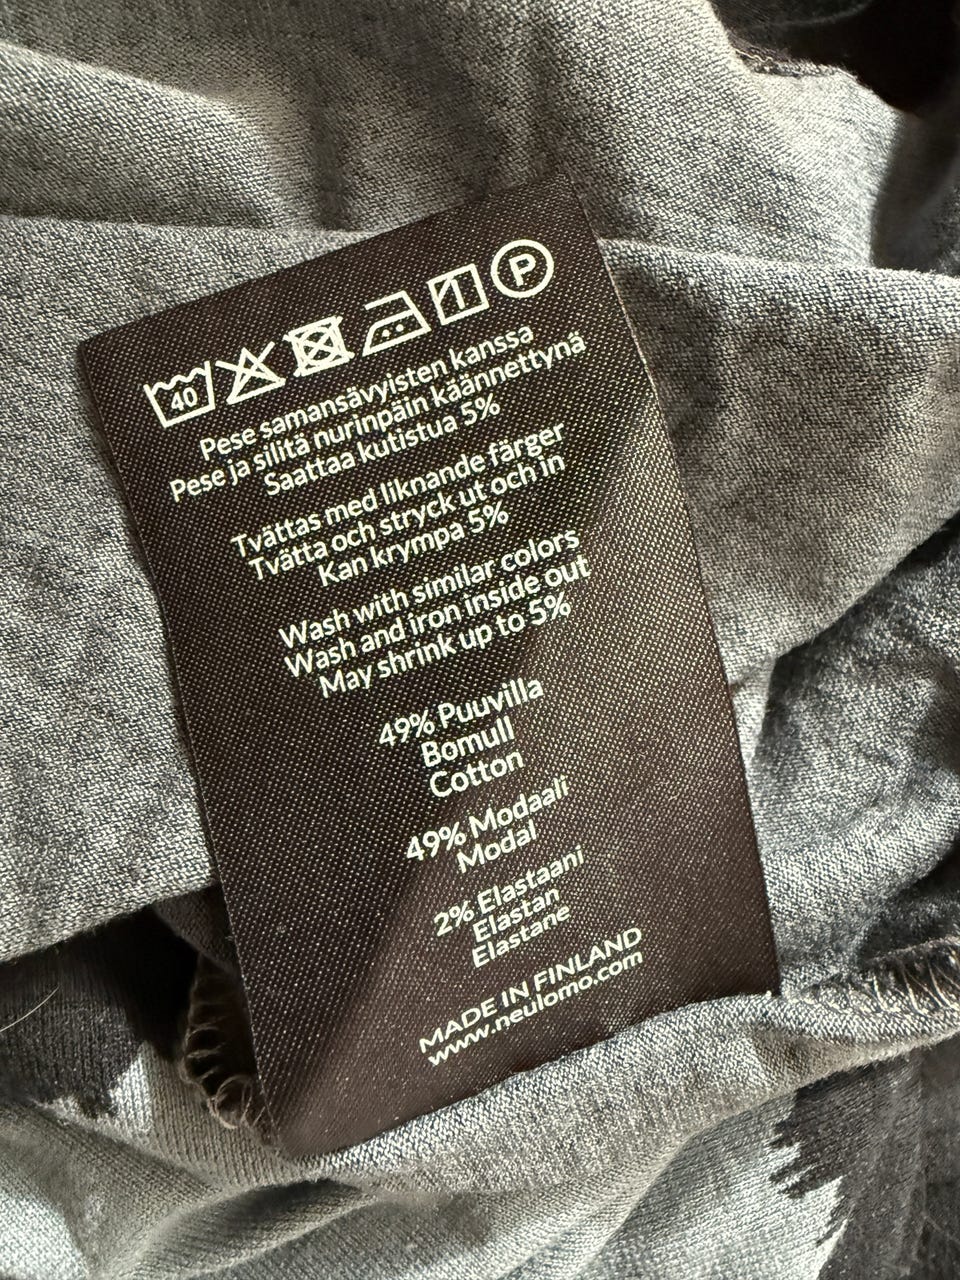 40 P
Pese samansävyisten kanssa
Pese ja silitä nurinpäin käännettynä
Saattaa kutistua 5%
Tvättas med liknande färger
Tvätta och stryck ut och in
Kan krympa 5%
Wash with similar colors
Wash and iron inside out
May shrink up to 5%
49% Puuvilla
Bomull
Cotton
49% Modaali
Modal
2% Elastaani
Elastan
Elastane
MADE IN FINLAND
www.neulomo.com